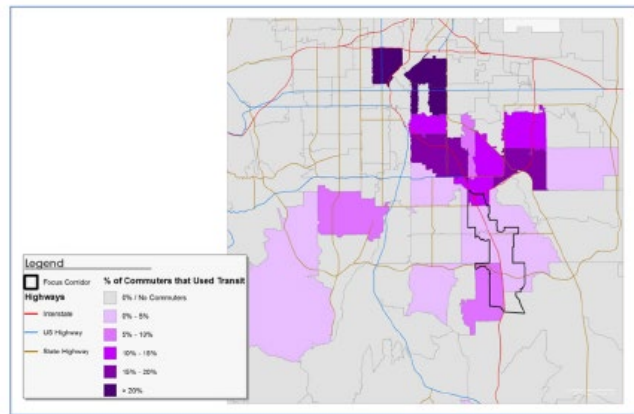 Legend
Focus Corridor
Highways
Interstate
US Highway
State Highway
% of Commuters that Used Transit
0% / No Commuters
0% - 5%
5% - 10%
10% - 15%
15% - 20%
> 20%